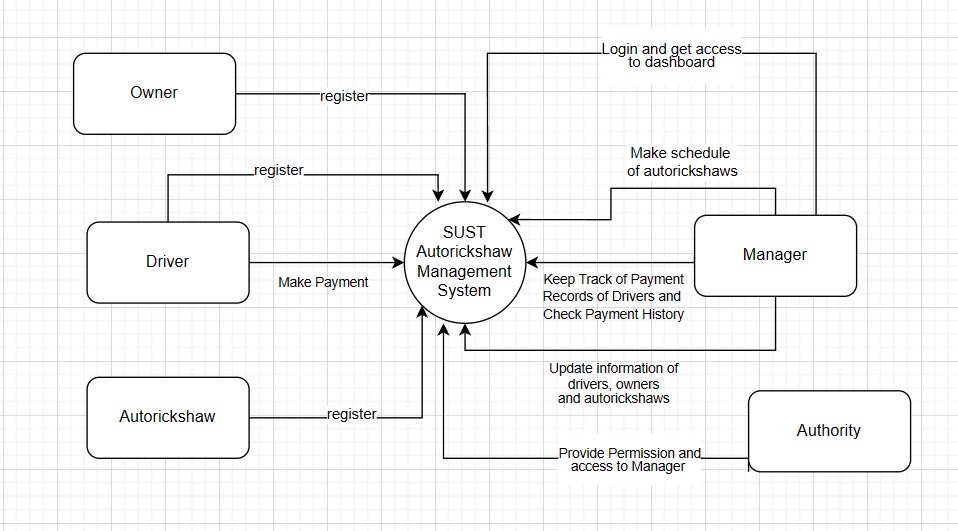 Login and get access
to dashboard
Owner
register
Make schedule
of autorickshaws
register
SUST
Autorickshaw
Management
System
Driver
Make Payment
Manager
Keep Track of Payment
Records of Drivers and
Check Payment History
Update information of
drivers, owners
and autorickshaws
Autorickshaw
register
Authority
Provide Permission and
access to Manager